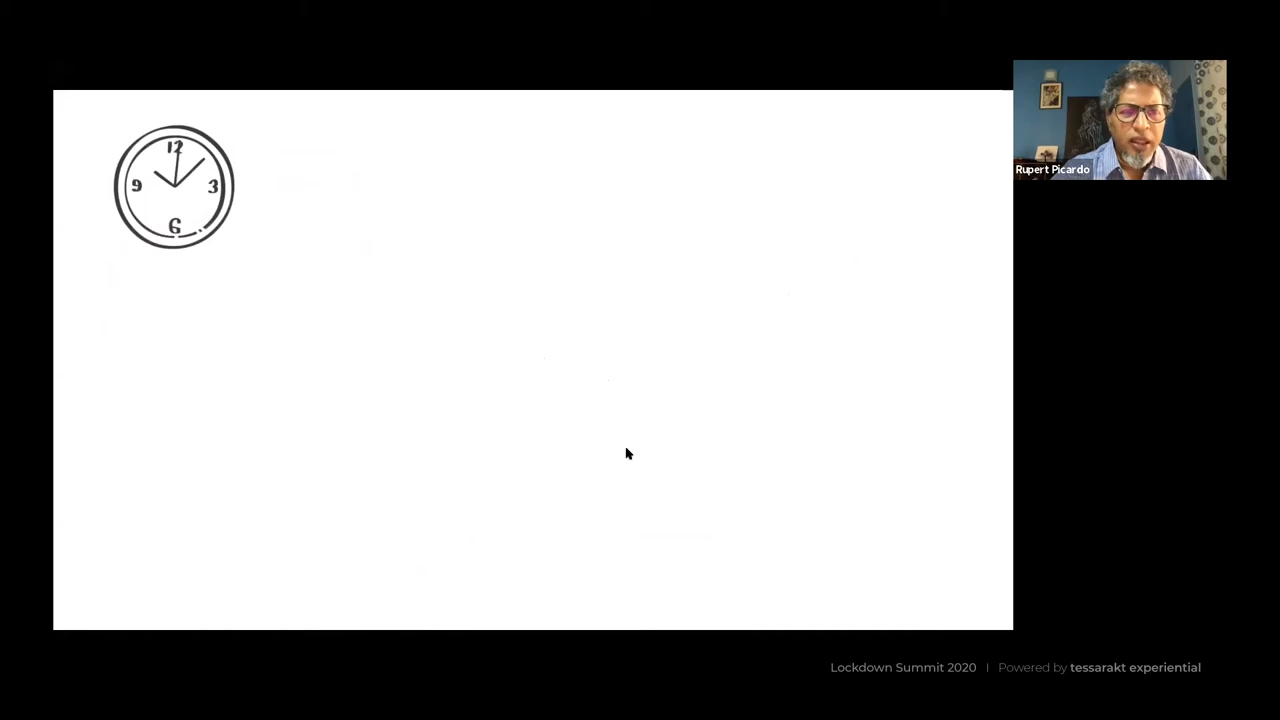 12
9
3
6
Rupert Picardo
Lockdown Summit 2020 | Powered by tessarakt experiential